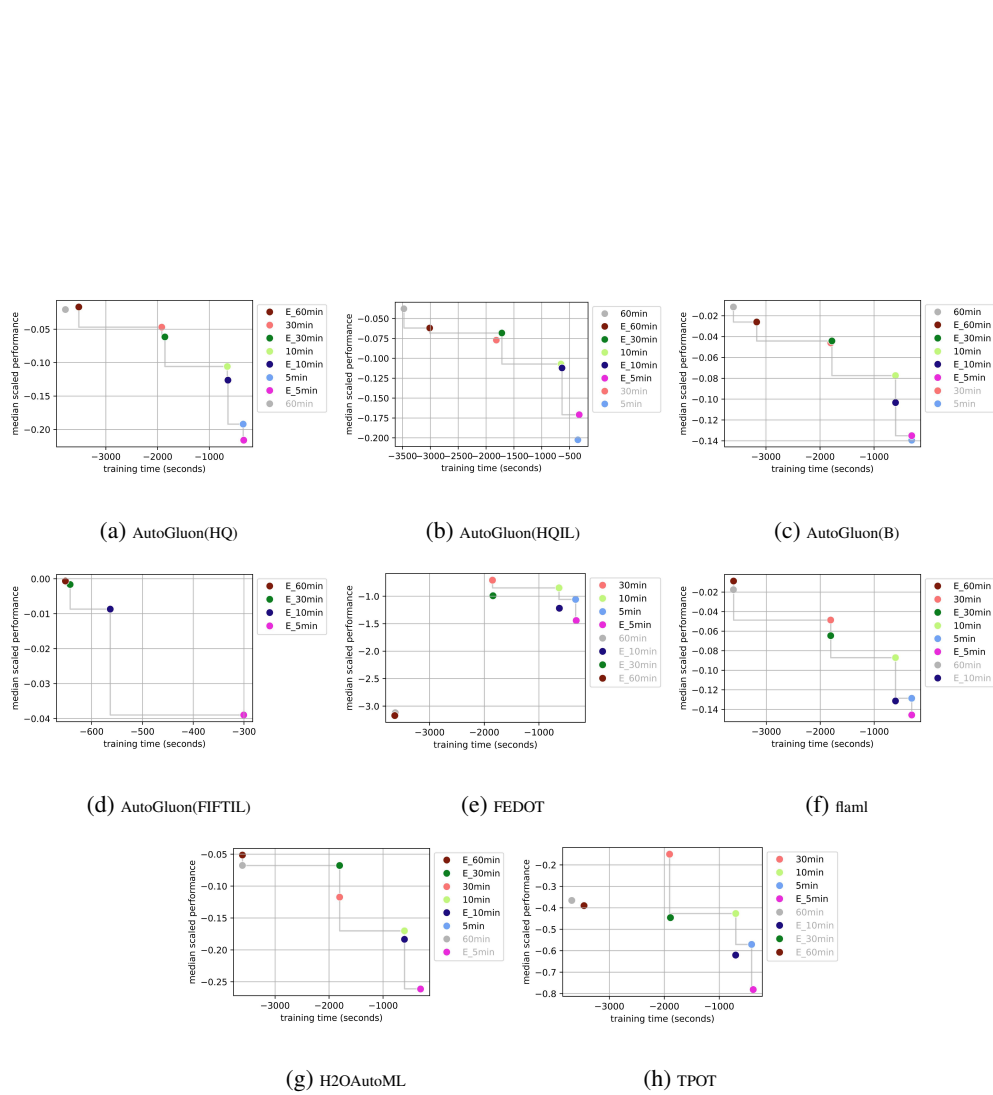 median scaled performance
−0.05
−0.10
−0.15
−0.20
−3000 −2000 −1000
training time (seconds)
E_60min
30min
E_30min
10min
E_10min
5min
E_5min
60min
(a) AutoGluon(HQ)
median scaled performance
−0.050
−0.075
−0.100
−0.125
−0.150
−0.175
−0.200
−3500−3000−2500−2000−1500−1000 −500
training time (seconds)
60min
E_60min
E_30min
10min
E_10min
E_5min
30min
5min
(b) AutoGluon(HQIL)
median scaled performance
−0.02
−0.04
−0.06
−0.08
−0.10
−0.12
−0.14
−3000 −2000 −1000
training time (seconds)
60min
E_60min
E_30min
10min
E_10min
E_5min
30min
5min
(c) AutoGluon(B)
median scaled performance
0.00
−0.01
−0.02
−0.03
−0.04
−600 −500 −400 −300
training time (seconds)
E_60min
E_30min
E_10min
E_5min
(d) AutoGluon(FIFTIL)
median scaled performance
−1.0
−1.5
−2.0
−2.5
−3.0
−3000 −2000 −1000
training time (seconds)
30min
10min
5min
E_5min
60min
E_10min
E_30min
E_60min
(e) FEDOT
median scaled performance
−0.02
−0.04
−0.06
−0.08
−0.10
−0.12
−0.14
−3000 −2000 −1000
training time (seconds)
E_60min
30min
E_30min
10min
5min
E_5min
60min
E_10min
(f) flaml
median scaled performance
−0.05
−0.10
−0.15
−0.20
−0.25
−3000 −2000 −1000
training time (seconds)
E_60min
E_30min
30min
10min
E_10min
5min
60min
E_5min
(g) H2OAutoML
median scaled performance
−0.2
−0.3
−0.4
−0.5
−0.6
−0.7
−0.8
−3000 −2000 −1000
training time (seconds)
30min
10min
5min
E_5min
60min
E_10min
E_30min
E_60min
(h) TPOT